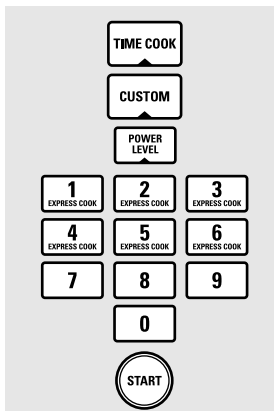 TIME COOK
CUSTOM
POWER
LEVEL
1 2 3
EXPRESS COOK EXPRESS COOK EXPRESS COOK
4 5 6
EXPRESS COOK EXPRESS COOK EXPRESS COOK
7 8 9
0
START